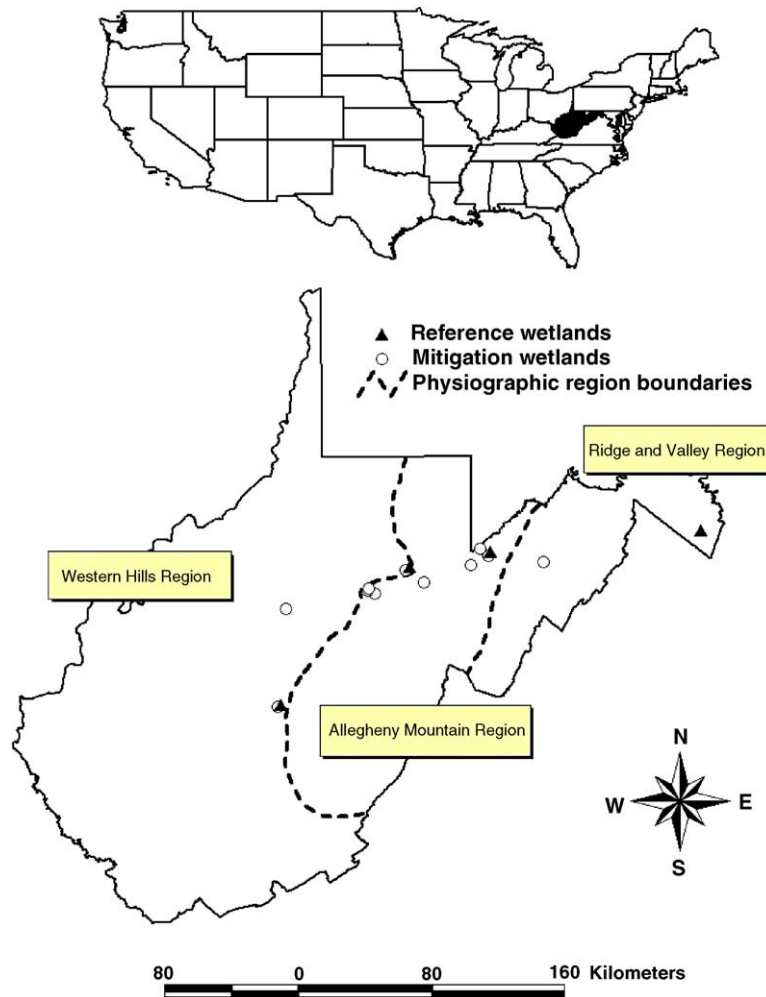 Reference wetlands
Mitigation wetlands
Physiographic region boundaries
Ridge and Valley Region
Western Hills Region
Allegheny Mountain Region
N
W E
S
80 0 80 160 Kilometers